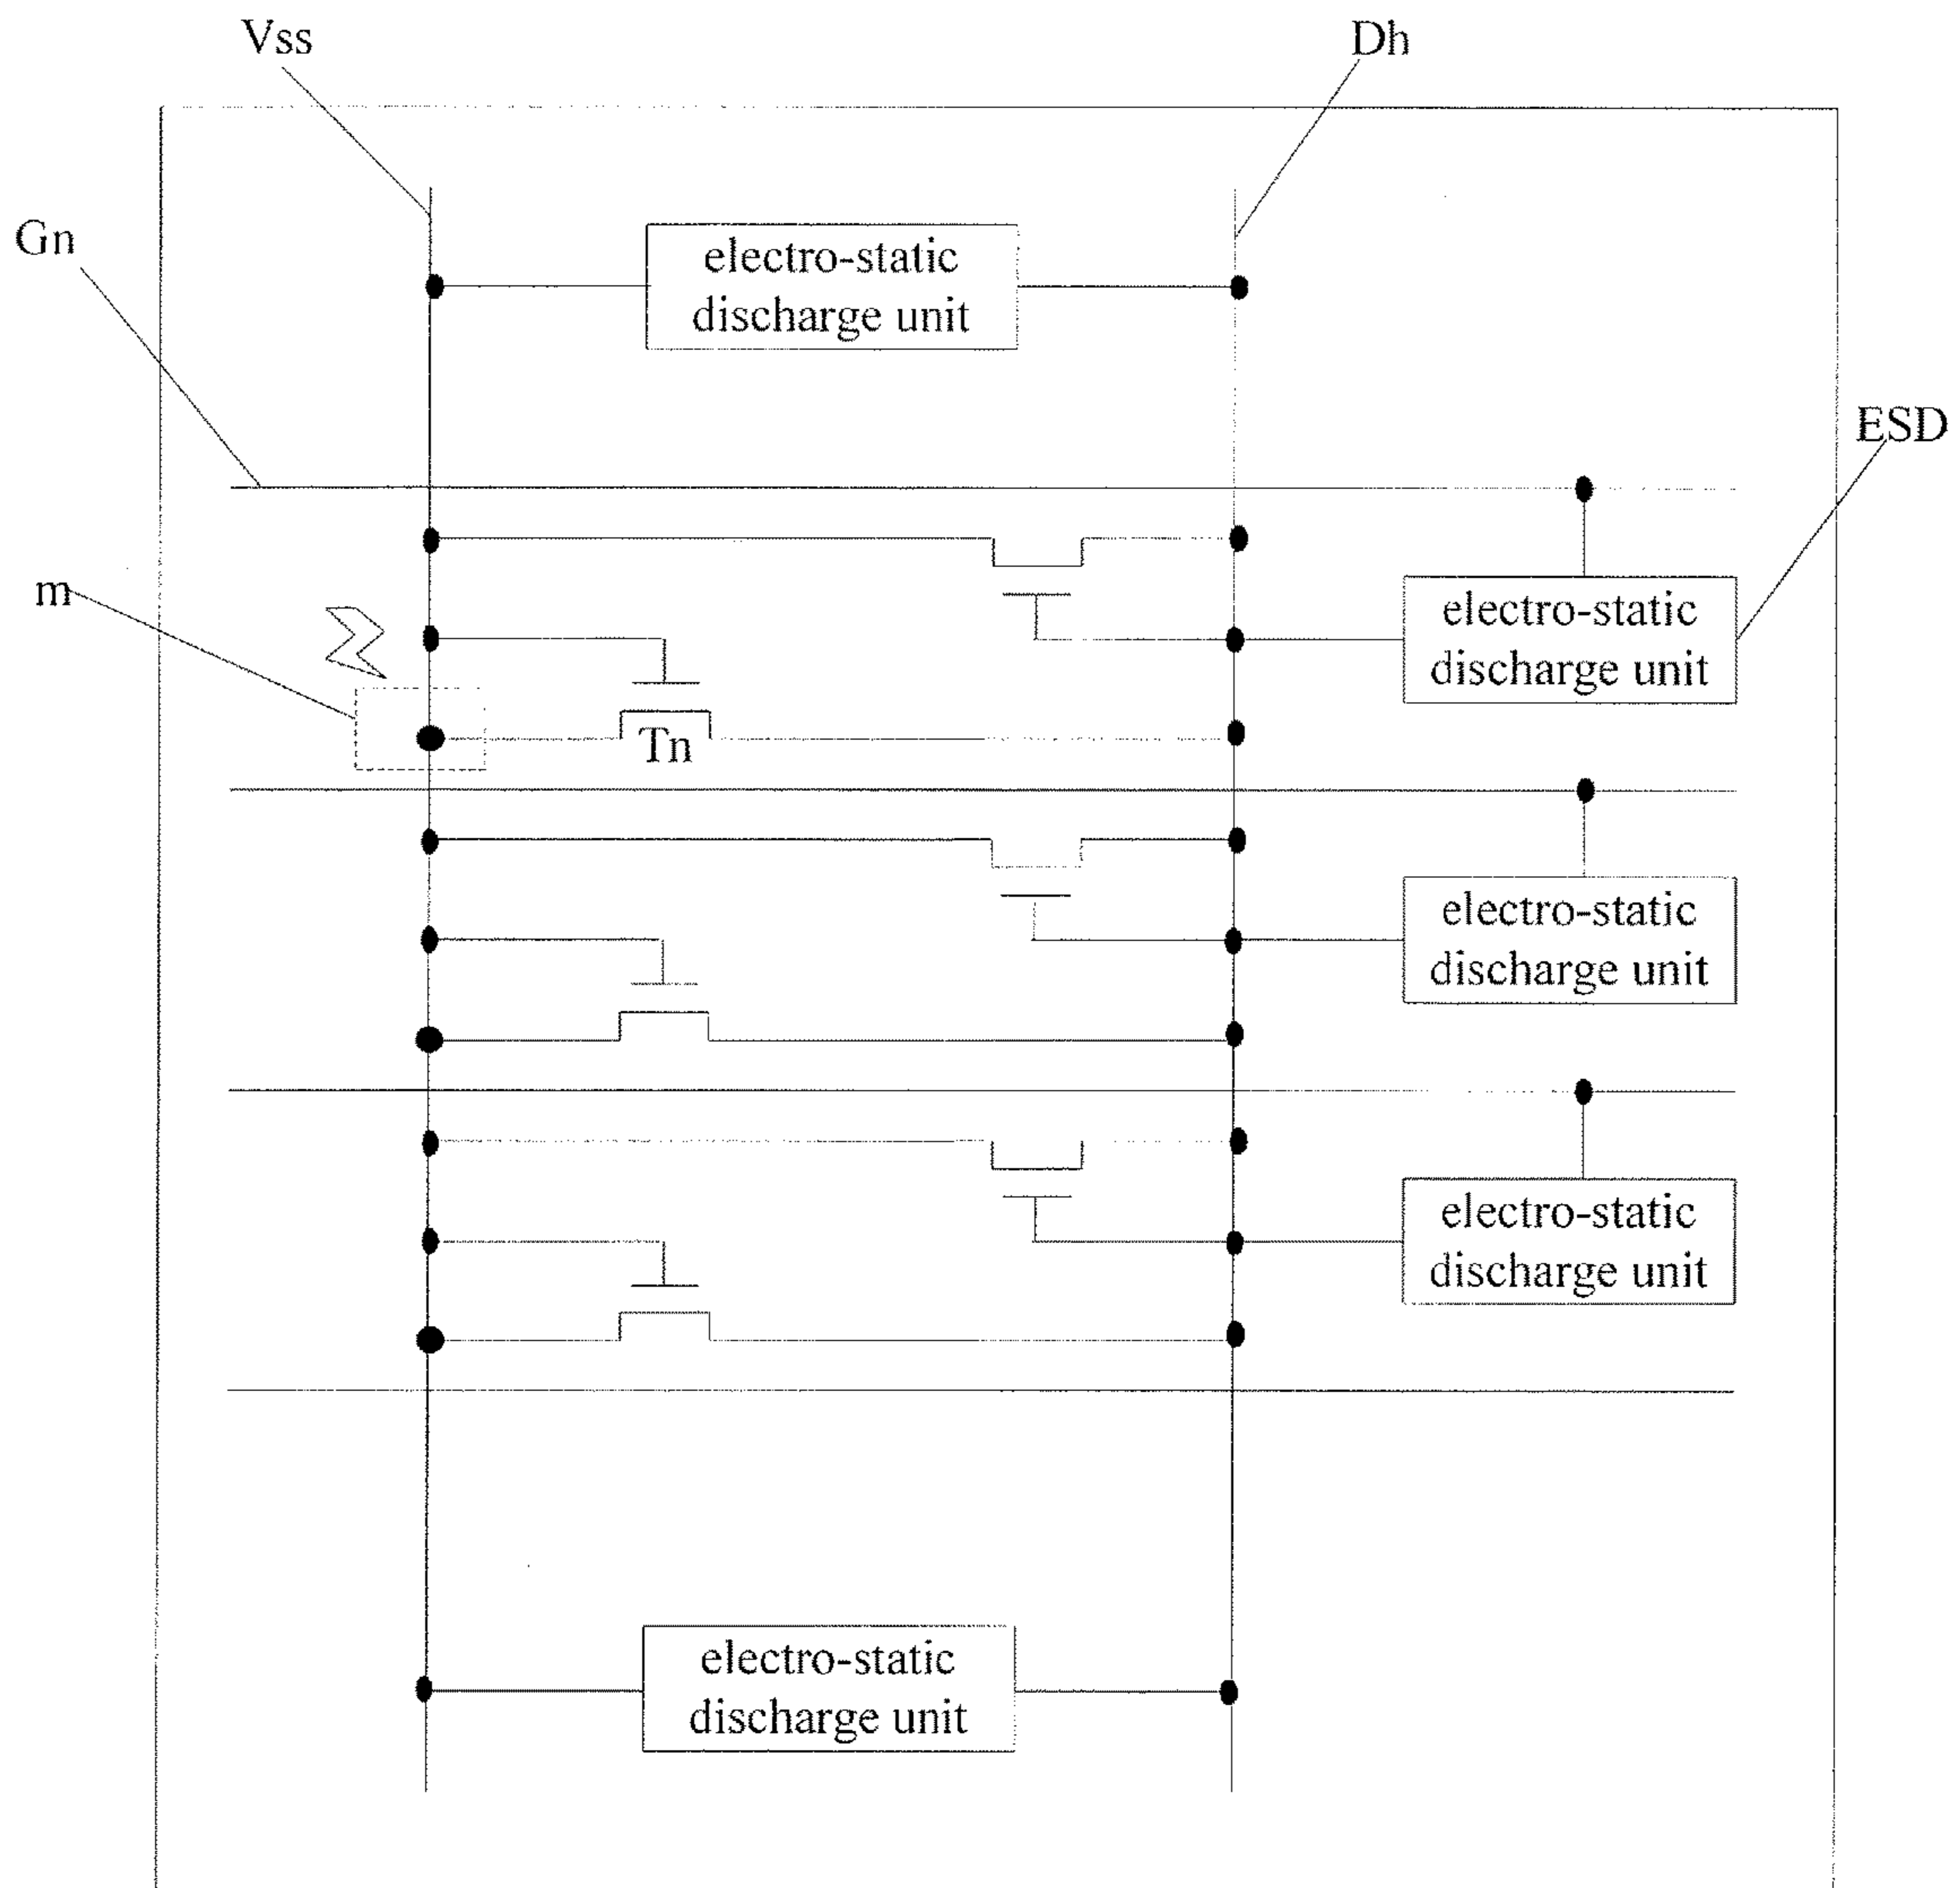 Vss
Dh
electro-static
discharge unit
Gn
ESD
m
electro-static
discharge unit
Tn
electro-static
discharge unit
electro-static
discharge unit
electro-static
discharge unit